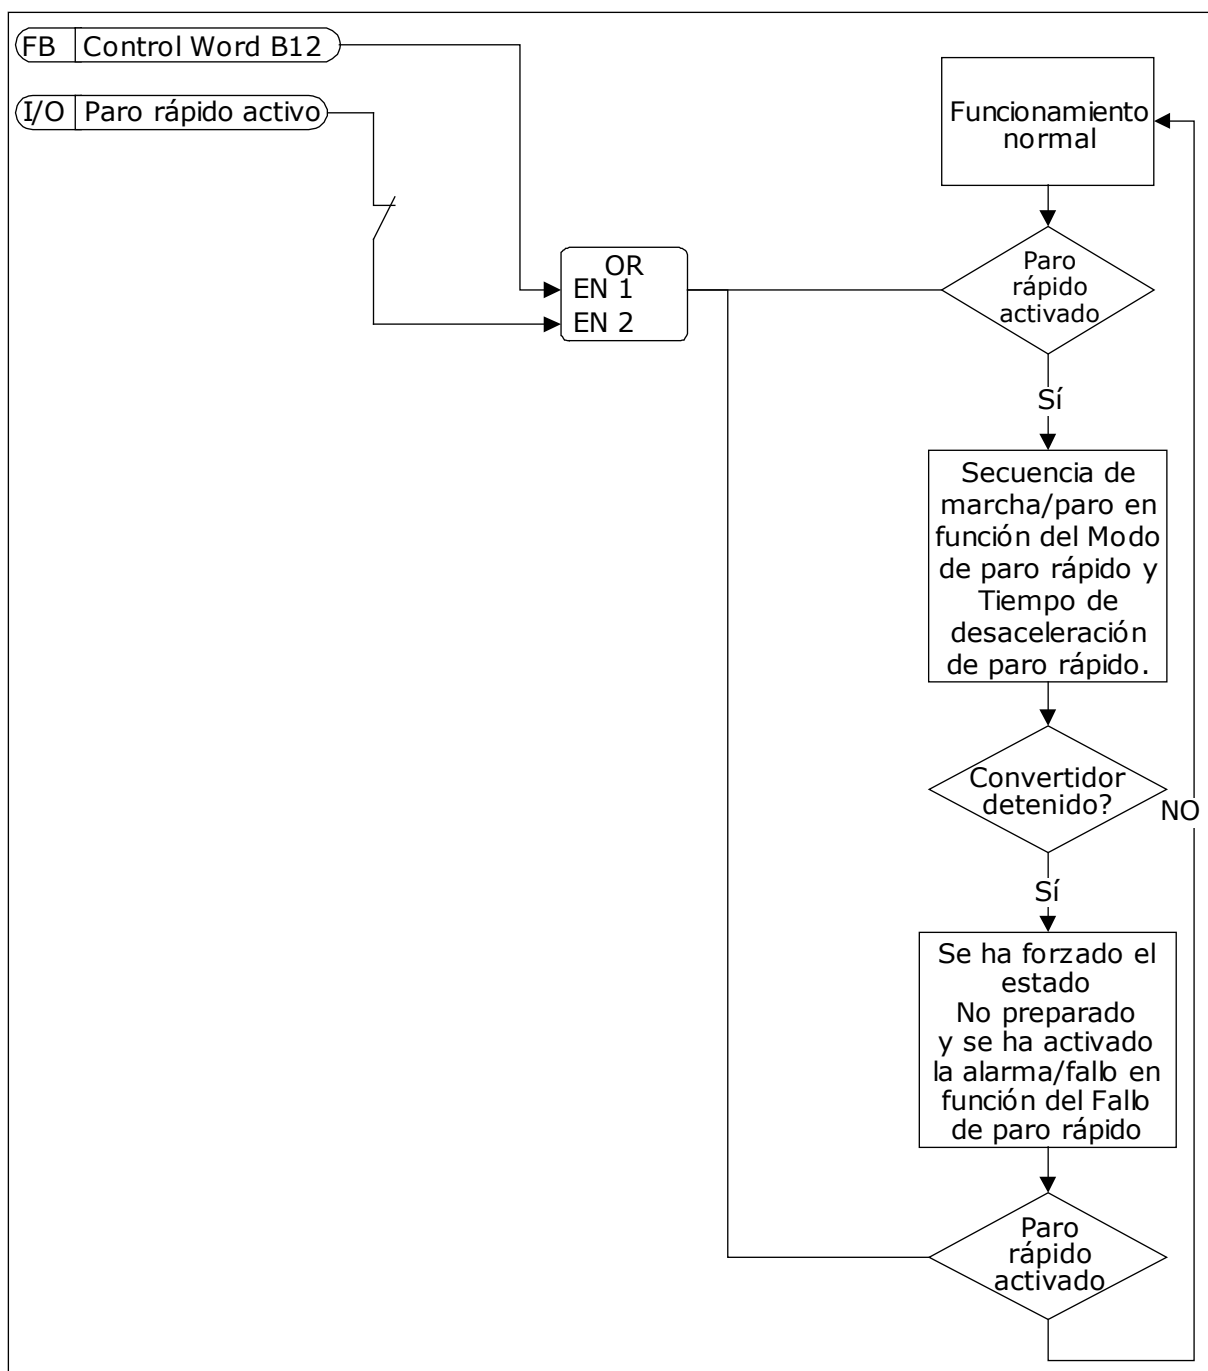 FB Control Word B12
I/O Paro rápido activo
OR
EN 1
EN 2
Funcionamiento
normal
Paro
rápido
activado
Sí
Secuencia de
marcha/paro en
función del Modo
de paro rápido y
Tiempo de
desaceleración
de paro rápido.
Convertidor
detenido?
NO
Sí
Se ha forzado el
estado
No preparado
y se ha activado
la alarma/fallo en
función del Fallo
de paro rápido
Paro
rápido
activado